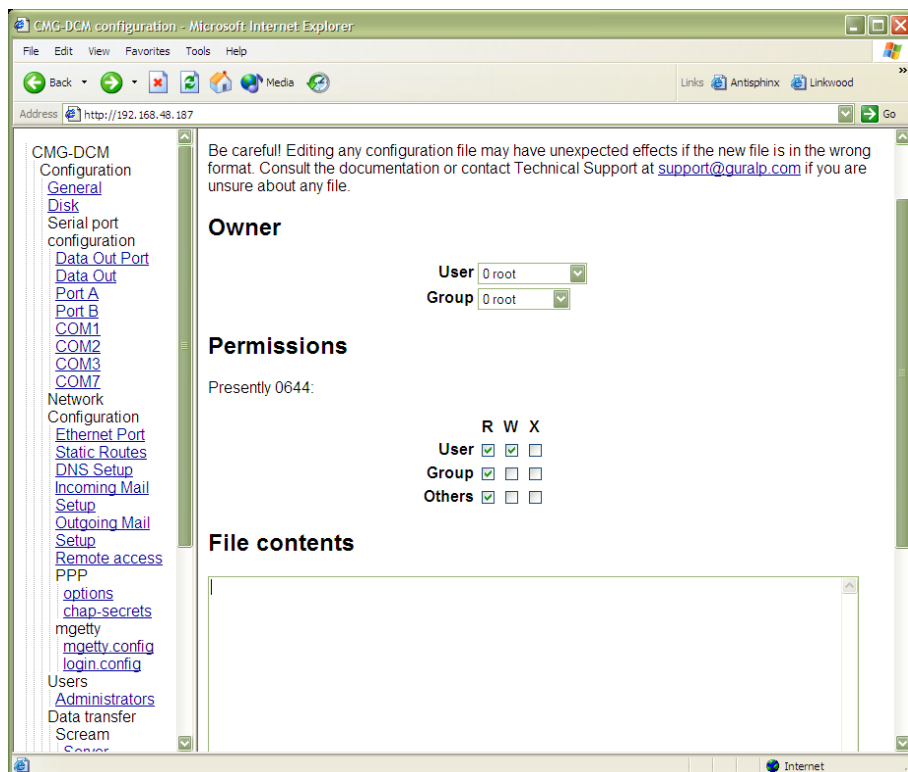 CMG-DCM configuration - Microsoft Internet Explorer
File Edit View Favorites Tools Help
Back Media Links Antisphinx Linkwood »
Address http://192.168.48.187 Go
CMG-DCM
Configuration
General
Disk
Serial port
configuration
Data Out Port
Data Out
Port A
Port B
COM1
COM2
COM3
COM7
Network
Configuration
Ethernet Port
Static Routes
DNS Setup
Incoming Mail
Setup
Outgoing Mail
Setup
Remote access
PPP
options
chap-secrets
mgetty
mgetty.config
login.config
Users
Administrators
Data transfer
Scream
Server
Be careful! Editing any configuration file may have unexpected effects if the new file is in the wrong
format. Consult the documentation or contact Technical Support at support@guralp.com if you are
unsure about any file.
Owner
User 0 root
Group 0 root
Permissions
Presently 0644:
R W X
User
Group
Others
File contents
Internet